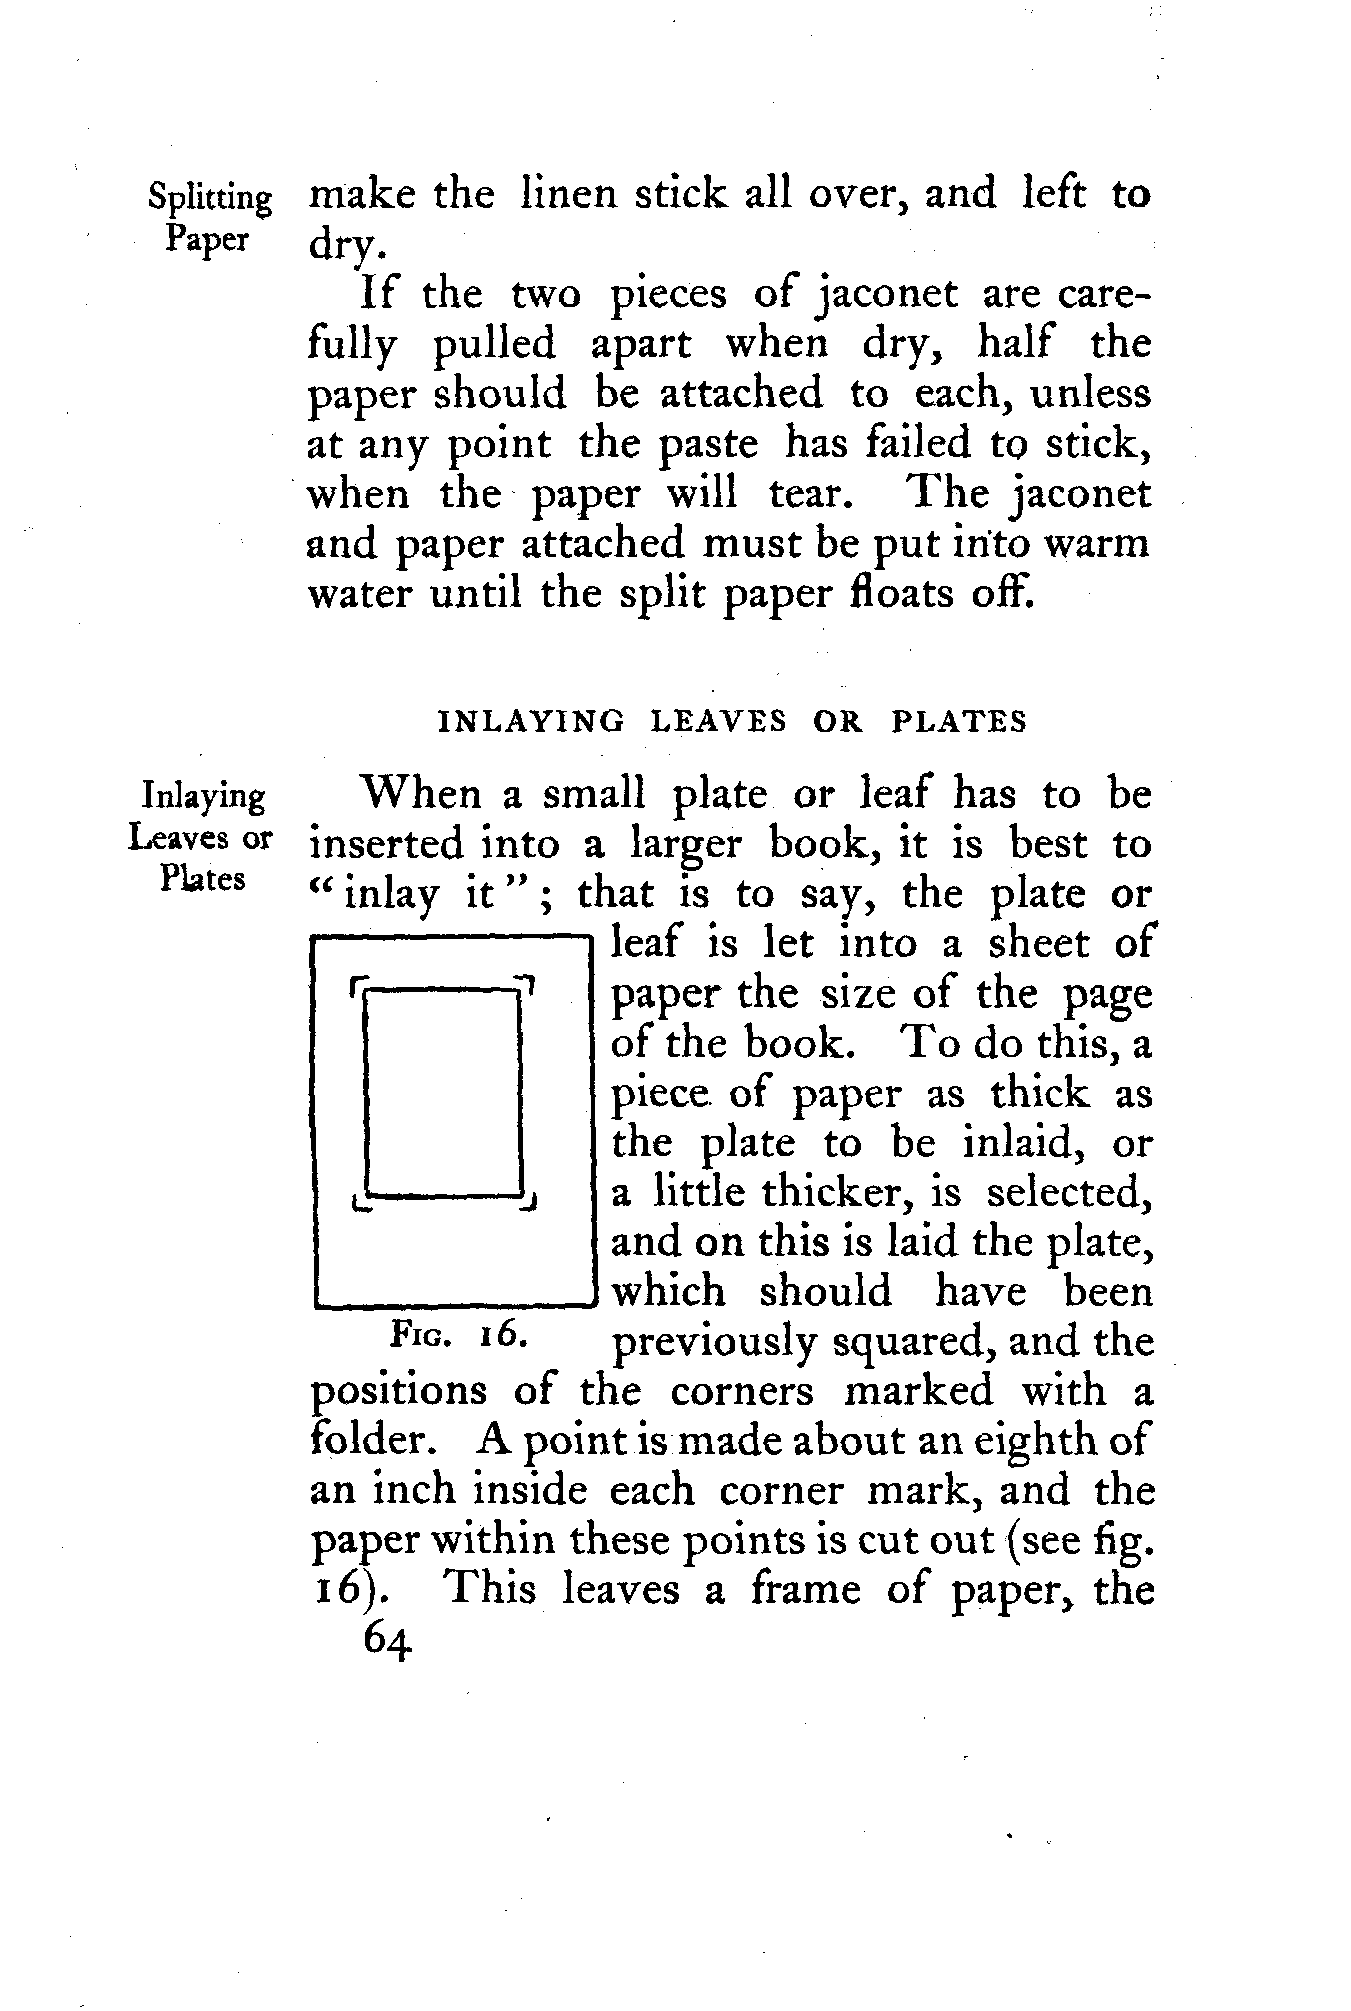 Splitting
Paper
make the linen stick all over, and left to
dry.
If the two pieces of jaconet are care-
fully pulled apart when dry, half the
paper should be attached to each, unless
at any point the paste has failed to stick,
when the paper will tear. The jaconet
and paper attached must be put into warm
water until the split paper floats off.
INLAYING LEAVES OR PLATES
Inlaying
Leaves or
Plates
When a small plate or leaf has to be
inserted into a larger book, it is best to
“inlay it”; that is to say, the plate or
leaf is let into a sheet of
paper the size of the page
of the book. To do this, a
piece of paper as thick as
the plate to be inlaid, or
a little thicker, is selected,
and on this is laid the plate,
which should have been
previously squared, and the
FIG. 16.
positions of the corners marked with a
folder. A point is made about an eighth of
an inch inside each corner mark, and the
paper within these points is cut out (see fig.
16). This leaves a frame of paper, the
64